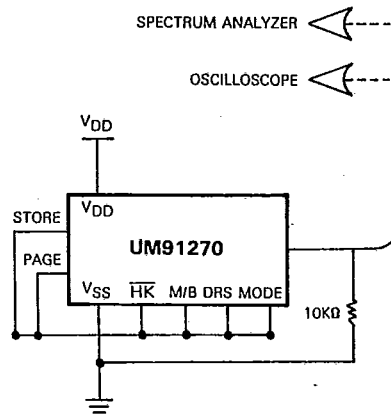 SPECTRUM ANALYZER
OSCILLOSCOPE
VDD
STORE
VDD
UM91270
PAGE
VSS
HK
M/B
DRS
MODE
10KΩ